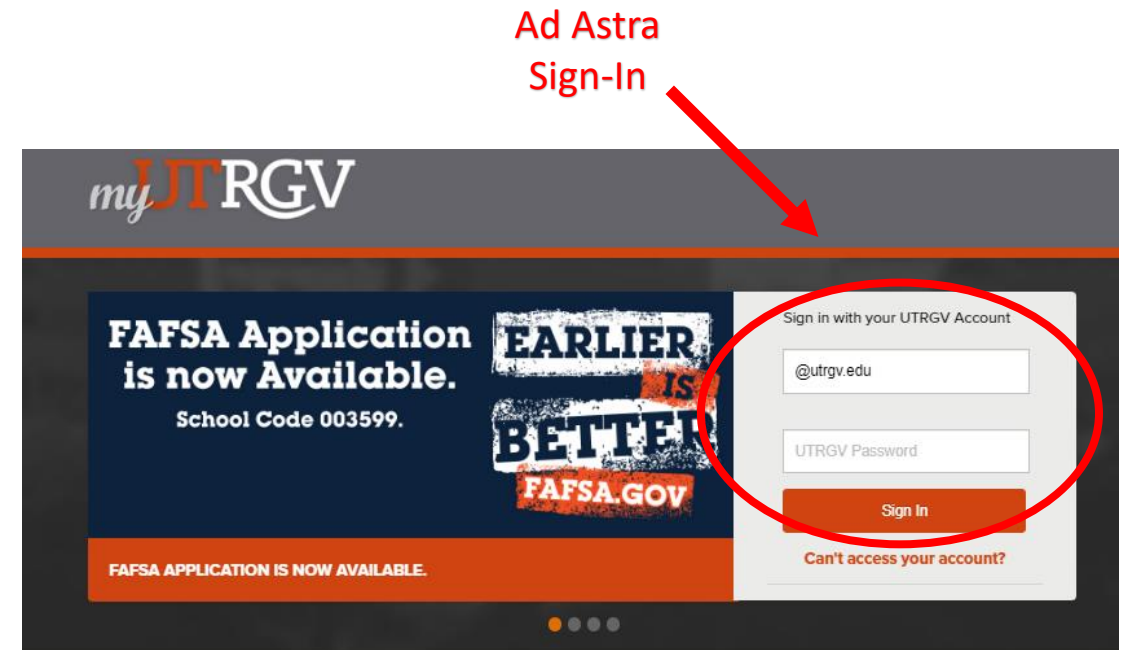 Ad Astra
Sign-In
myUTRGV
FAFSA Application
is now Available.
School Code 003599.
EARLIER
IS
BETTER
FAFSA.GOV
FAFSA APPLICATION IS NOW AVAILABLE.
Sign in with your UTRGV Account
@utrgv.edu
UTRGV Password
Sign In
Can't access your account?